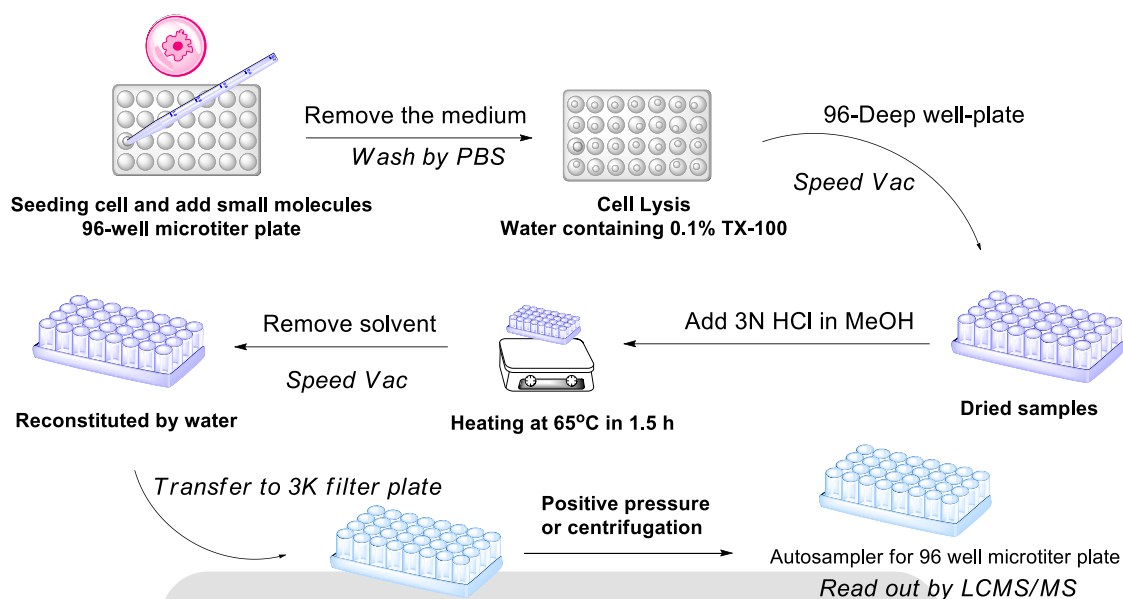 Remove the medium
Wash by PBS
96-Deep well-plate
Speed Vac
Seeding cell and add small molecules
96-well microtiter plate
Cell Lysis
Water containing 0.1% TX-100
Add 3N HCl in MeOH
Remove solvent
Speed Vac
Dried samples
Heating at 65oC in 1.5 h
Reconstituted by water
Transfer to 3K filter plate
Positive pressure
or centrifugation
Autosampler for 96 well microtiter plate
Read out by LCMS/MS